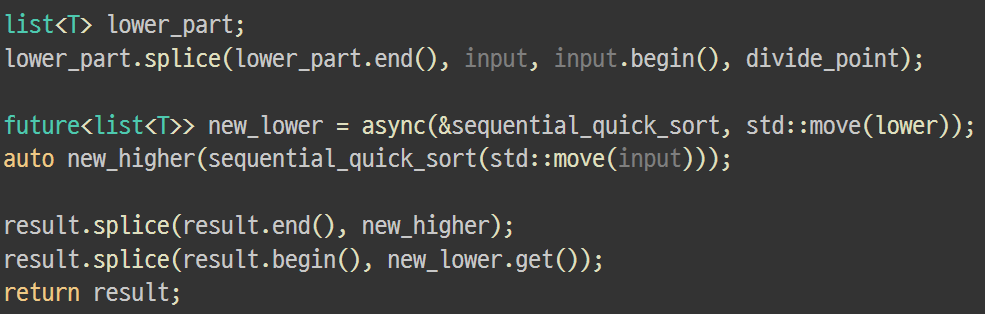 list<T> lower_part;
lower_part.splice(lower_part.end(), input, input.begin(), divide_point);
future<list<T>> new_lower = async(&sequential_quick_sort, std::move(lower));
auto new_higher(sequential_quick_sort(std::move(input)));
result.splice(result.end(), new_higher);
result.splice(result.begin(), new_lower.get());
return result;